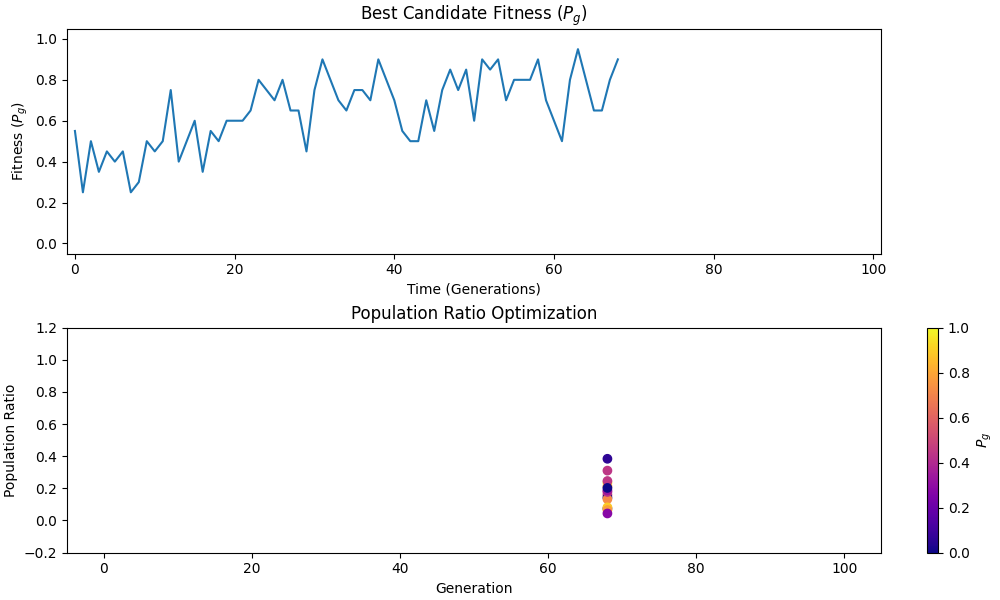 Best Candidate Fitness (P_g)
1.0
0.8
0.6
0.4
0.2
0.0
Fitness (P_g)
0 20 40 60 80 100
Time (Generations)
Population Ratio Optimization
1.2
1.0
0.8
0.6
0.4
0.2
0.0
−0.2
Population Ratio
0 20 40 60 80 100
Generation
1.0
0.8
0.6
0.4
0.2
0.0
P_g